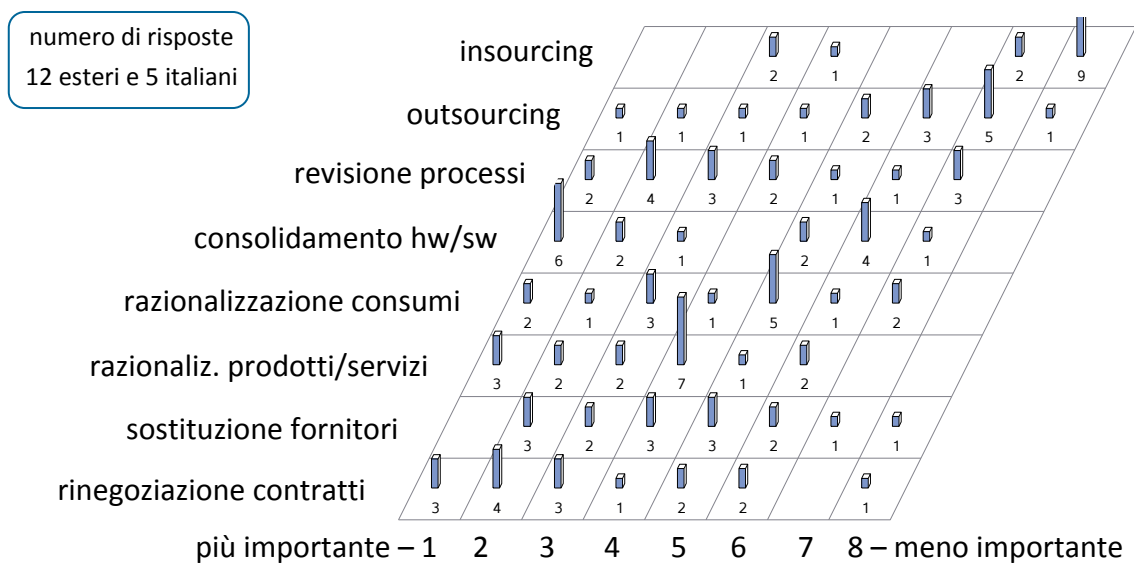 numero di risposte
12 esteri e 5 italiani
insourcing
2 1 2 9
outsourcing
1 1 1 1 2 3 5 1
revisione processi
2 4 3 2 1 1 3
consolidamento hw/sw
6 2 1 2 4 1
razionalizzazione consumi
2 1 3 1 5 1 2
razionaliz. prodotti/servizi
3 2 2 7 1 2
sostituzione fornitori
3 2 3 3 2 1 1
rinegoziazione contratti
3 4 3 1 2 2 1
più importante – 1 2 3 4 5 6 7 8 – meno importante